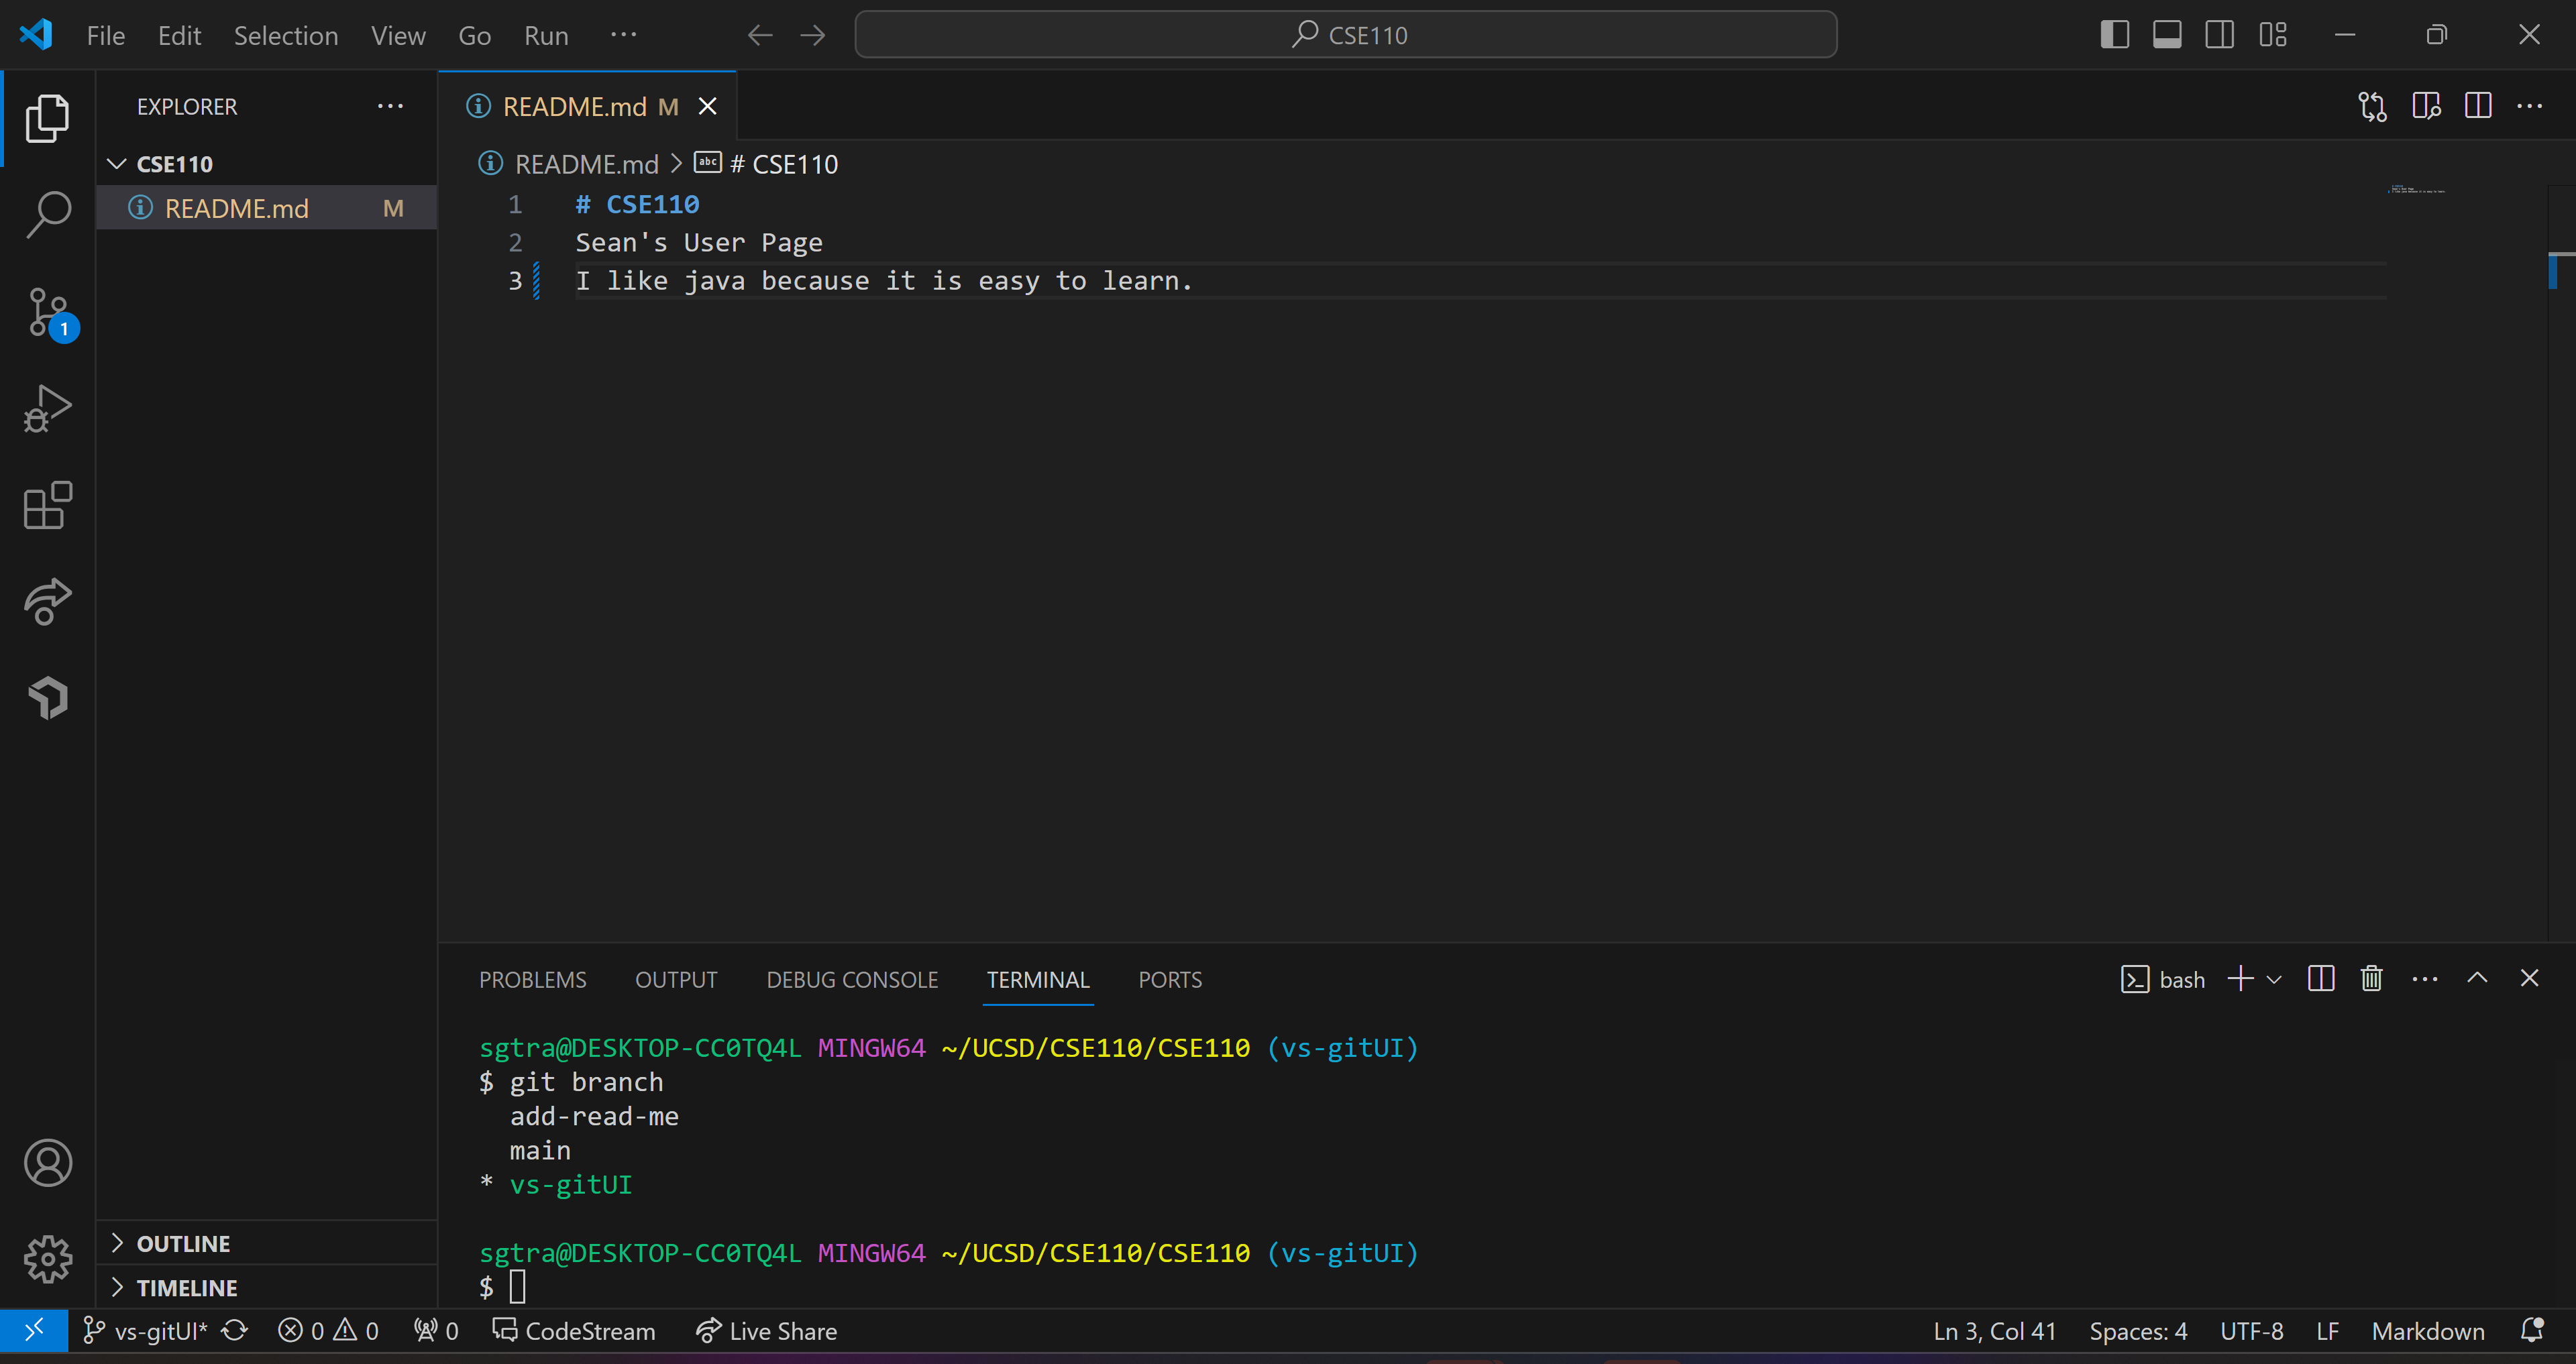 File Edit Selection View Go Run ··· CSE110
EXPLORER ···
CSE110
README.md M
1
README.md M
README.md > # CSE110
1 # CSE110
2 Sean's User Page
3 I like java because it is easy to learn.
PROBLEMS OUTPUT DEBUG CONSOLE TERMINAL PORTS bash
sgtra@DESKTOP-CC0TQ4L MINGW64 ~/UCSD/CSE110/CSE110 (vs-gitUI)
$ git branch
add-read-me
main
* vs-gitUI
sgtra@DESKTOP-CC0TQ4L MINGW64 ~/UCSD/CSE110/CSE110 (vs-gitUI)
$
OUTLINE
TIMELINE
vs-gitUI* 0 0 0 CodeStream Live Share Ln 3, Col 41 Spaces: 4 UTF-8 LF Markdown